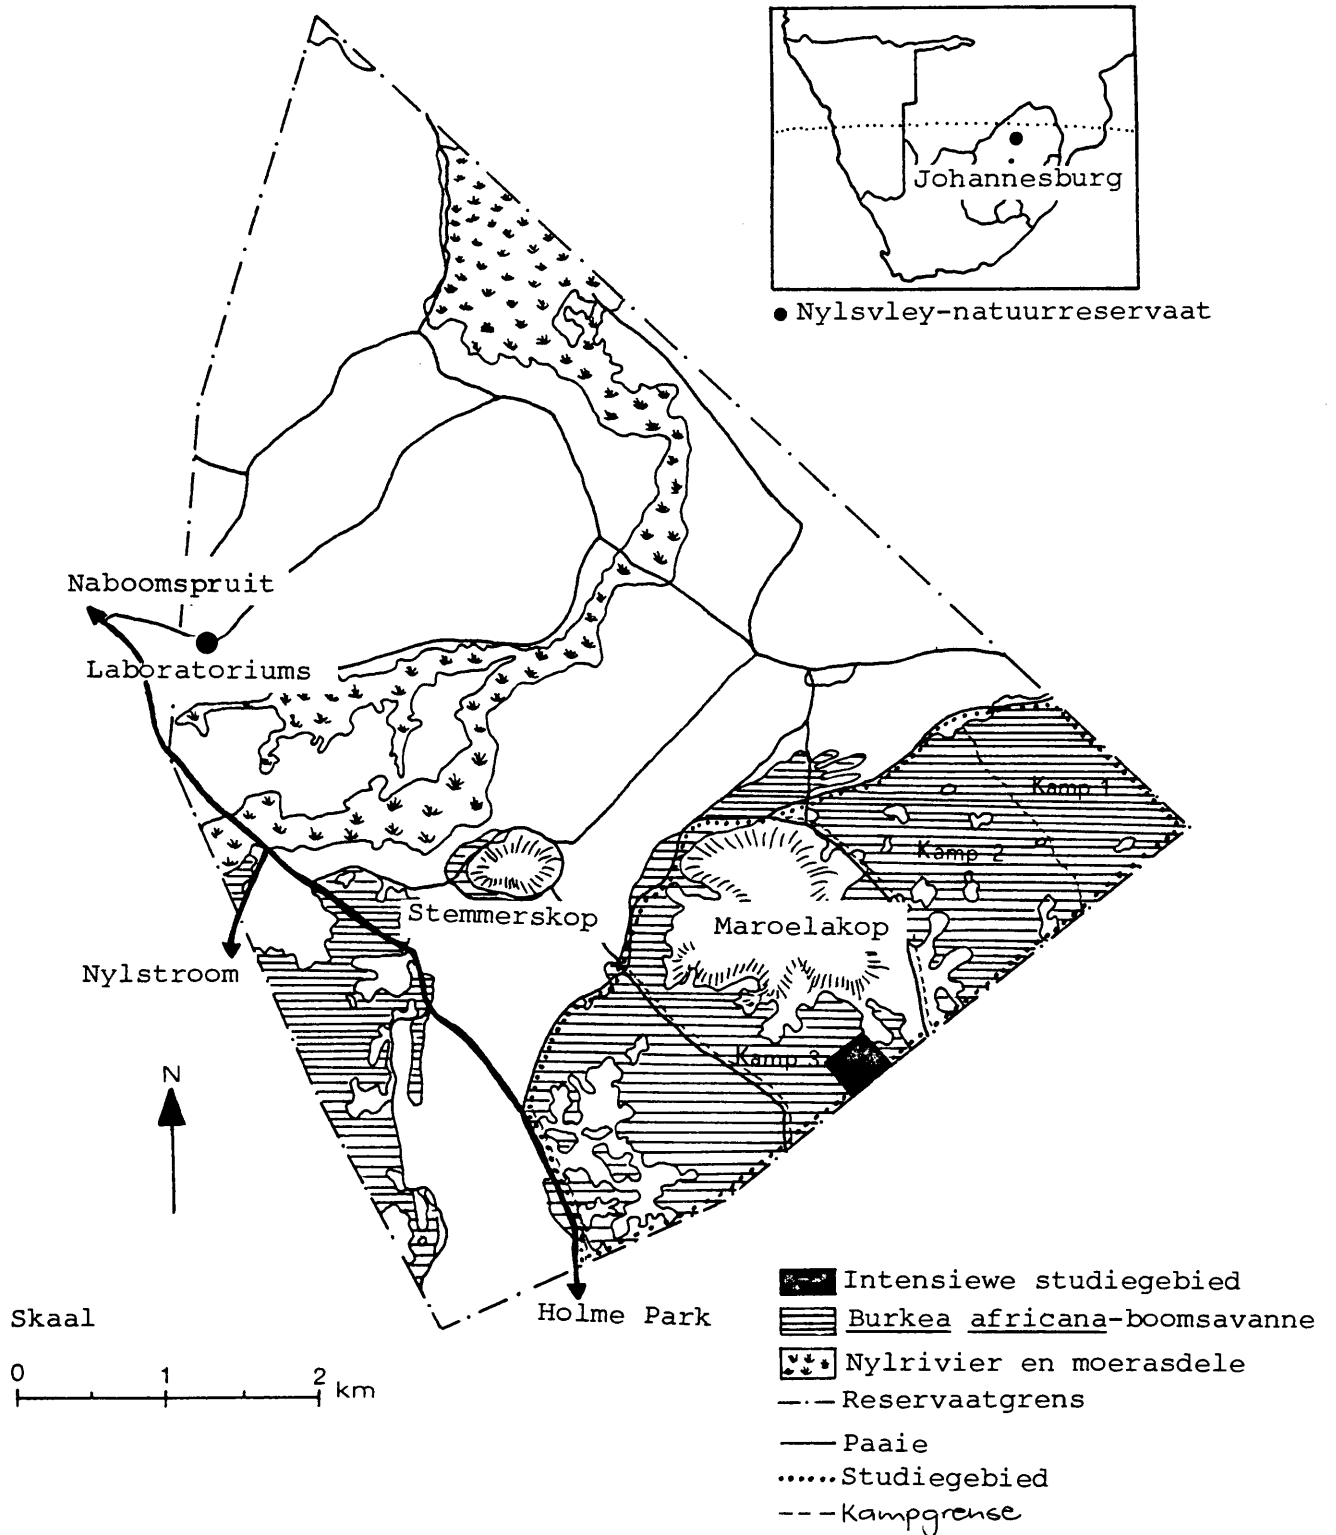 Johannesburg
Nylsvley-natuurreservaat
Naboomspruit
Laboratoriums
Kamp 1
Kamp 2
Stemmerskop
Maroelakop
Nylstroom
Kamp 3
N
Holme Park
Skaal
0 1 2 km
Intensiewe studiegebied
Burkea africana-boomsavanne
Nylrivier en moerasdele
Reservaatgrens
Paaie
Studiegebied
Kampgrense